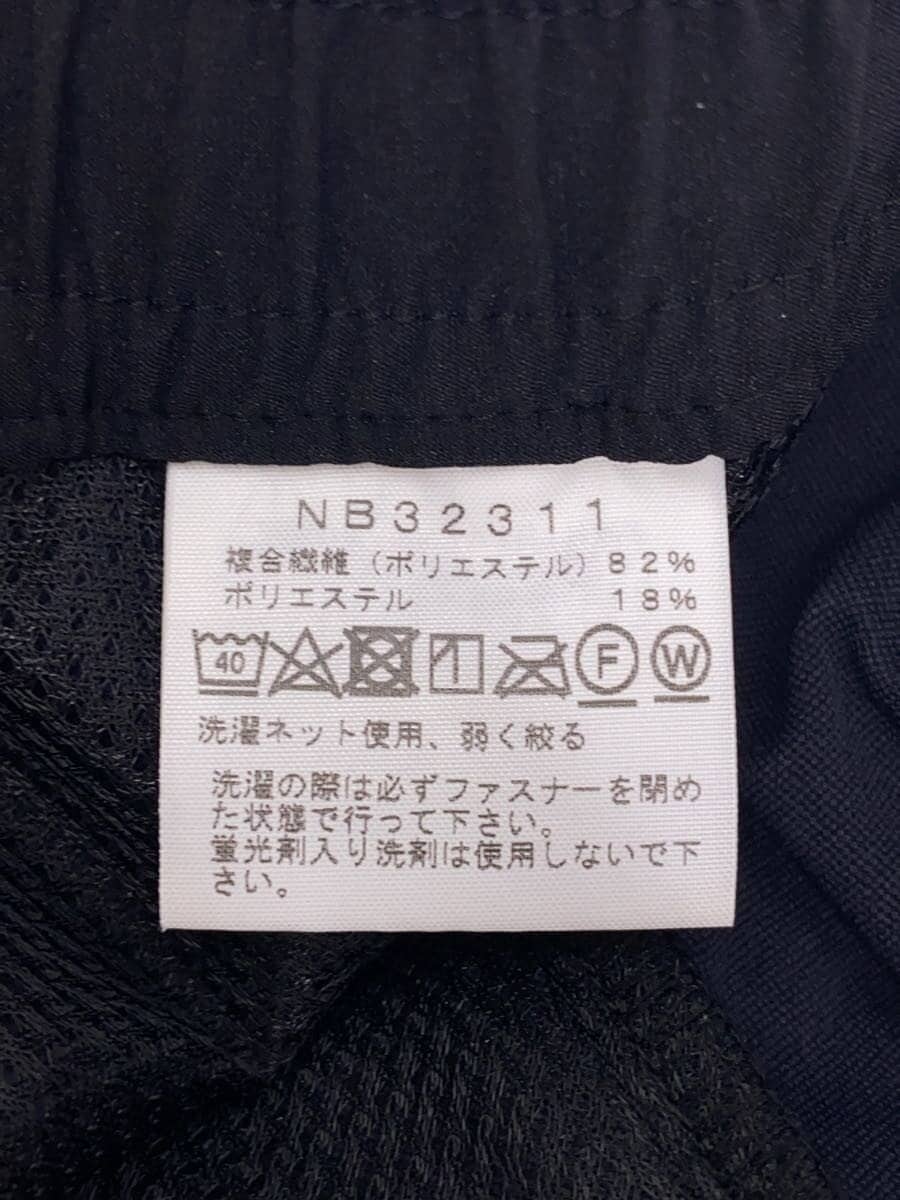 NB32311
複合繊維（ポリエステル）82%
ポリエステル 18%
40 F W
洗濯ネット使用、弱く絞る
洗濯の際は必ずファスナーを閉め
た状態で行って下さい。
蛍光剤入り洗剤は使用しないで下
さい。